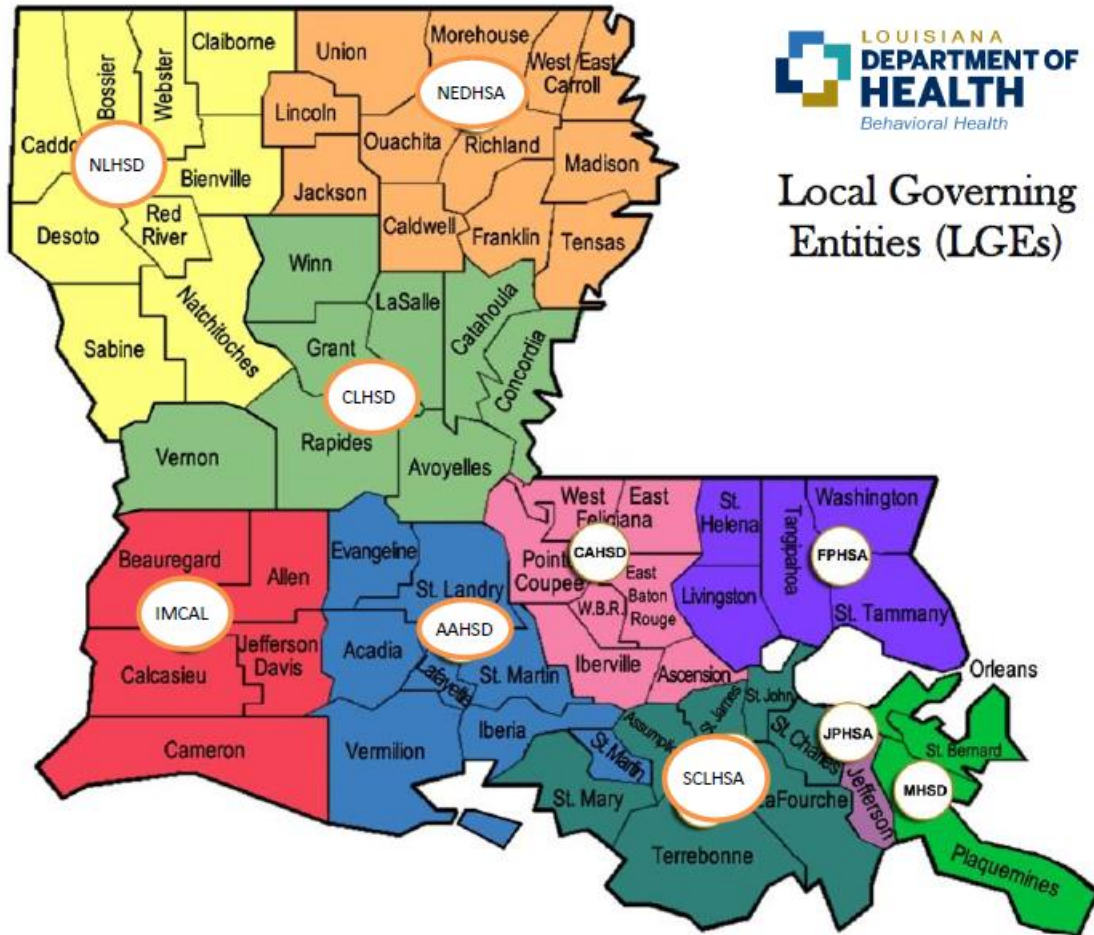 LOUISIANA
DEPARTMENT OF
HEALTH
Behavioral Health
Local Governing
Entities (LGEs)
Claiborne
Bossier
Webster
Caddo
NLHSD
Bienville
Desoto
Red
River
Sabine
Natchitoches
Union
Morehouse
West
East
Carroll
NEDHSA
Lincoln
Ouachita
Richland
Madison
Jackson
Caldwell
Franklin
Tensas
Winn
LaSalle
Catahoula
Concordia
Grant
CLHSD
Rapides
Vernon
Avoyelles
Beauregard
Allen
IMCAL
Calcasieu
Jefferson
Davis
Cameron
Evangeline
St. Landry
AAHSD
Acadia
Lafayette
St. Martin
Iberia
Vermilion
St. Martin
West
East
Feliciana
CAHSD
Pointe
Coupee
East
Baton
Rouge
W.B.R.
Iberville
Ascension
St.
Helena
Tangipahoa
Washington
FPHSA
Livingston
St. Tammany
Orleans
St. John
St. James
St. Charles
SCLHSA
St. Mary
LaFourche
Terrebonne
JPHSA
Jefferson
MHSD
St. Bernard
Plaquemines